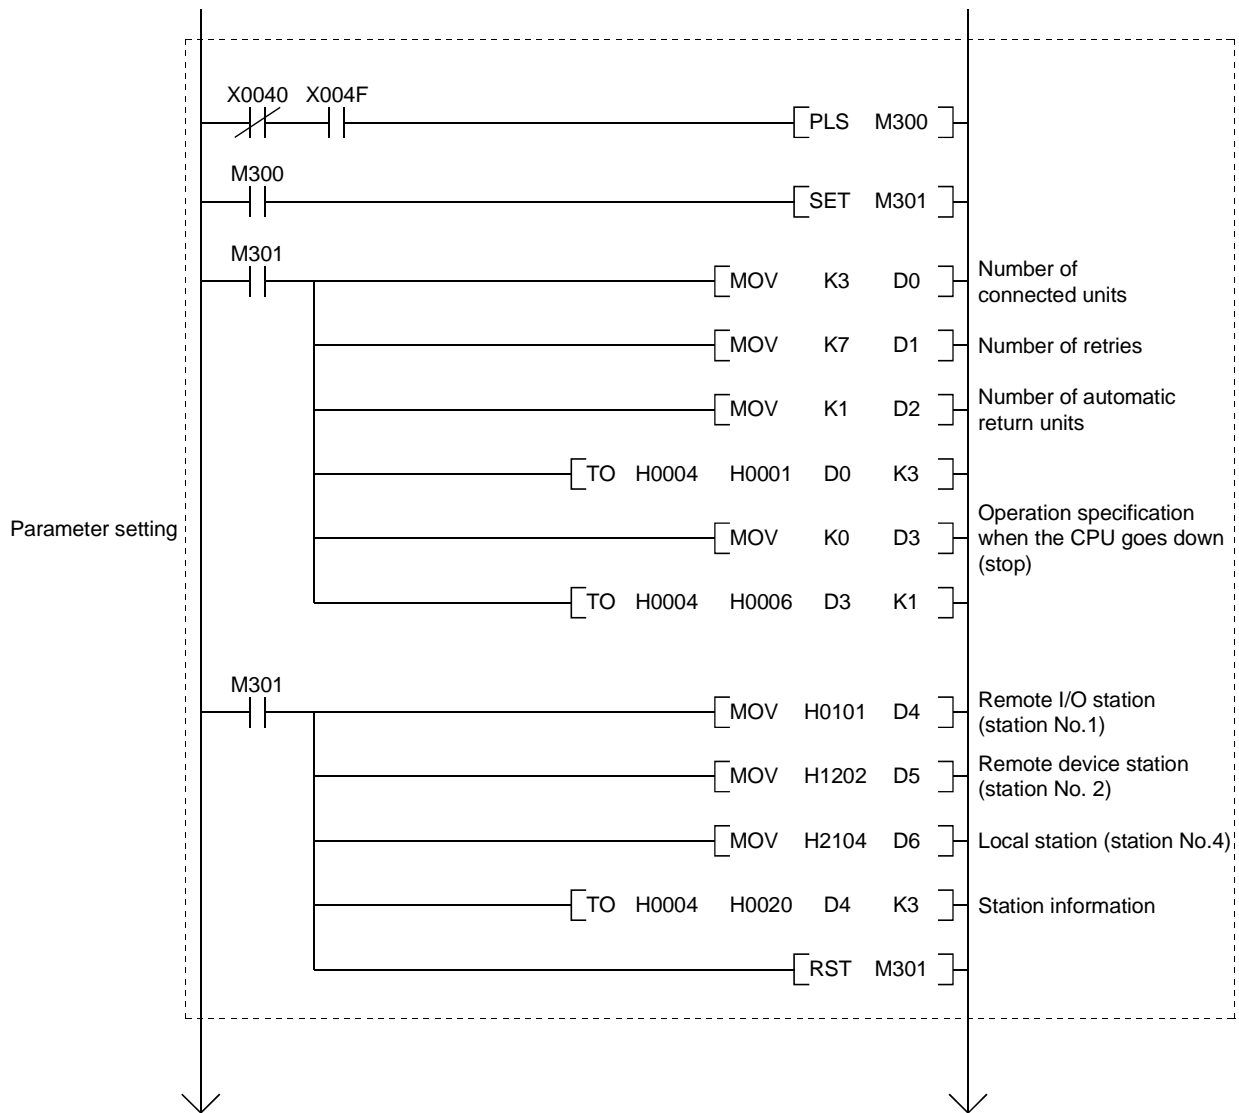 X0040 X004F
PLS M300
M300
SET M301
M301
MOV K3 D0
Number of
connected units
MOV K7 D1
Number of retries
MOV K1 D2
Number of automatic
return units
TO H0004 H0001 D0 K3
Parameter setting
MOV K0 D3
Operation specification
when the CPU goes down
(stop)
TO H0004 H0006 D3 K1
M301
MOV H0101 D4
Remote I/O station
(station No.1)
MOV H1202 D5
Remote device station
(station No. 2)
MOV H2104 D6
Local station (station No.4)
TO H0004 H0020 D4 K3
Station information
RST M301